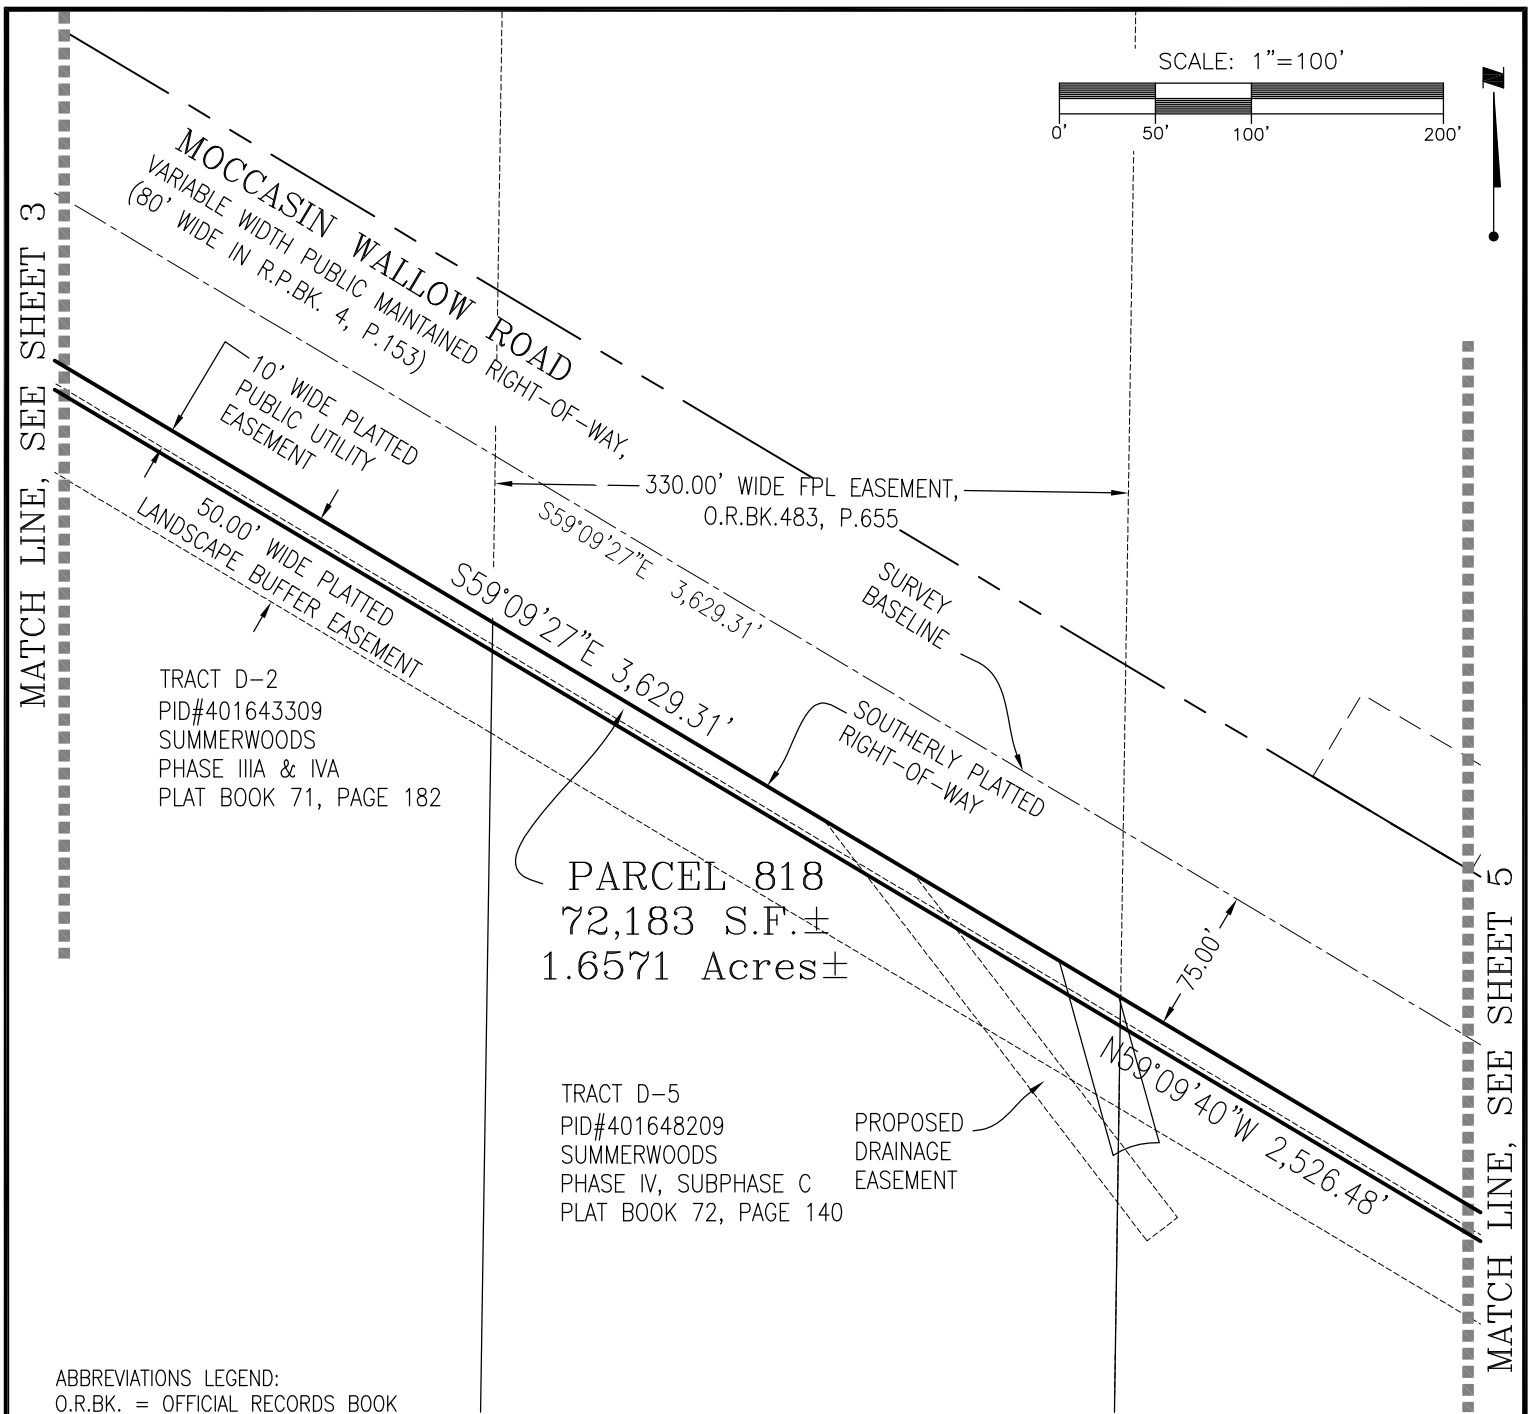 SCALE: 1"=100'
0' 50' 100' 200'
N
MATCH LINE, SEE SHEET 3
MOCCASIN WALLOW ROAD
VARIABLE WIDTH PUBLIC MAINTAINED RIGHT-OF-WAY,
(80' WIDE IN R.P.BK. 4, P.153)
10' WIDE PLATTED
PUBLIC UTILITY
EASEMENT
50.00' WIDE PLATTED
LANDSCAPE BUFFER EASEMENT
330.00' WIDE FPL EASEMENT,
O.R.BK.483, P.655
S59°09'27"E 3,629.31'
S59°09'27"E 3,629.31'
SURVEY
BASELINE
SOUTHERLY PLATTED
RIGHT-OF-WAY
TRACT D-2
PID#401643309
SUMMERWOODS
PHASE IIIA & IVA
PLAT BOOK 71, PAGE 182
PARCEL 818
72,183 S.F.±
1.6571 Acres±
75.00'
N59°09'40"W 2,526.48'
TRACT D-5
PID#401648209
SUMMERWOODS
PHASE IV, SUBPHASE C
PLAT BOOK 72, PAGE 140
PROPOSED
DRAINAGE
EASEMENT
MATCH LINE, SEE SHEET 5
ABBREVIATIONS LEGEND:
O.R.BK. = OFFICIAL RECORDS BOOK